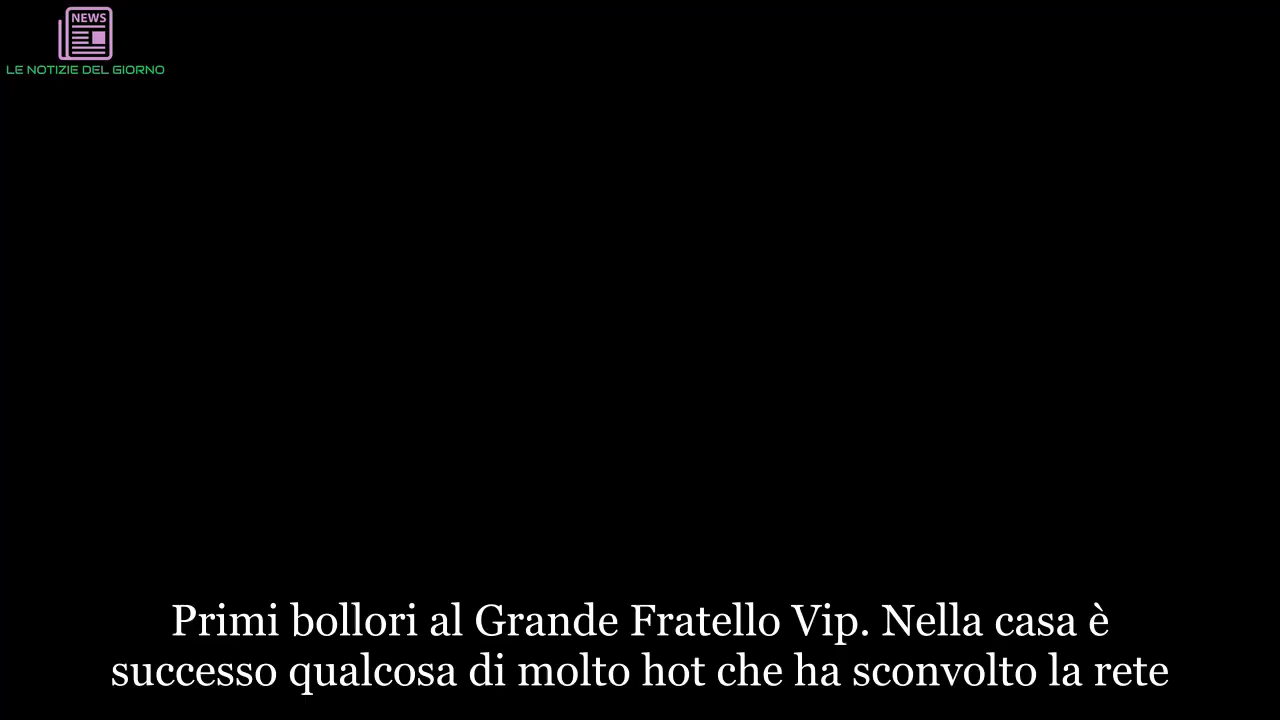 NEWS
LE NOTIZIE DEL GIORNO
Primi bollori al Grande Fratello Vip. Nella casa è
successo qualcosa di molto hot che ha sconvolto la rete